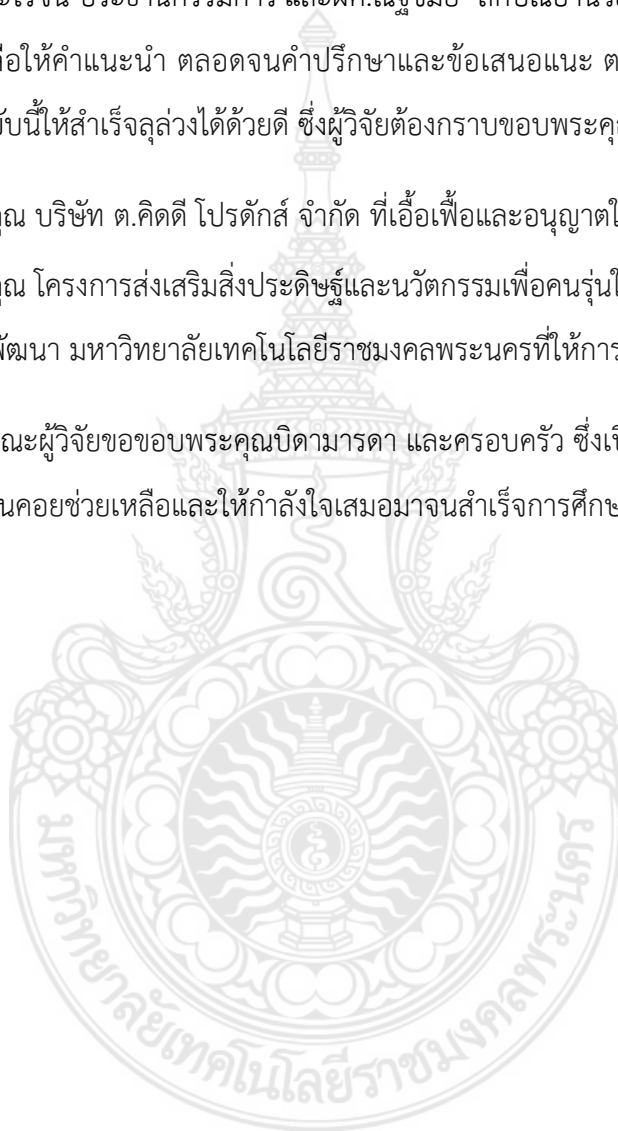 ประธานกรรมการ และผศ.ณัฐชมัย
ือให้คำแนะนำ ตลอดจนคำปรึกษาและข้อเสนอแนะ ต
ับนี้ให้สำเร็จลุล่วงได้ด้วยดี ซึ่งผู้วิจัยต้องกราบขอบพระคุ
ุณ บริษัท ต.คิดดี โปรดักส์ จำกัด ที่เอื้อเฟื้อและอนุญาตใ
ุณ โครงการส่งเสริมสิ่งประดิษฐ์และนวัตกรรมเพื่อคนรุ่นใ
พัฒนา มหาวิทยาลัยเทคโนโลยีราชมงคลพระนครที่ให้การ
ณะผู้วิจัยขอขอบพระคุณบิดามารดา และครอบครัว ซึ่งเปิ
นคอยช่วยเหลือและให้กำลังใจเสมอมาจนสำเร็จการศึกษ
มหาวิทยาลัยเทคโนโลยีราชมงคลพระนคร